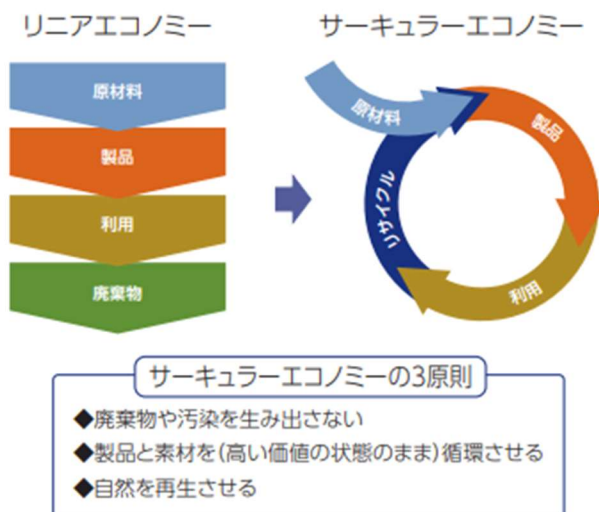 リニアエコノミー
原材料
製品
利用
廃棄物
サーキュラーエコノミー
原材料
製品
利用
リサイクル
サーキュラーエコノミーの3原則
◆廃棄物や汚染を生み出さない
◆製品と素材を(高い価値の状態のまま)循環させる
◆自然を再生させる